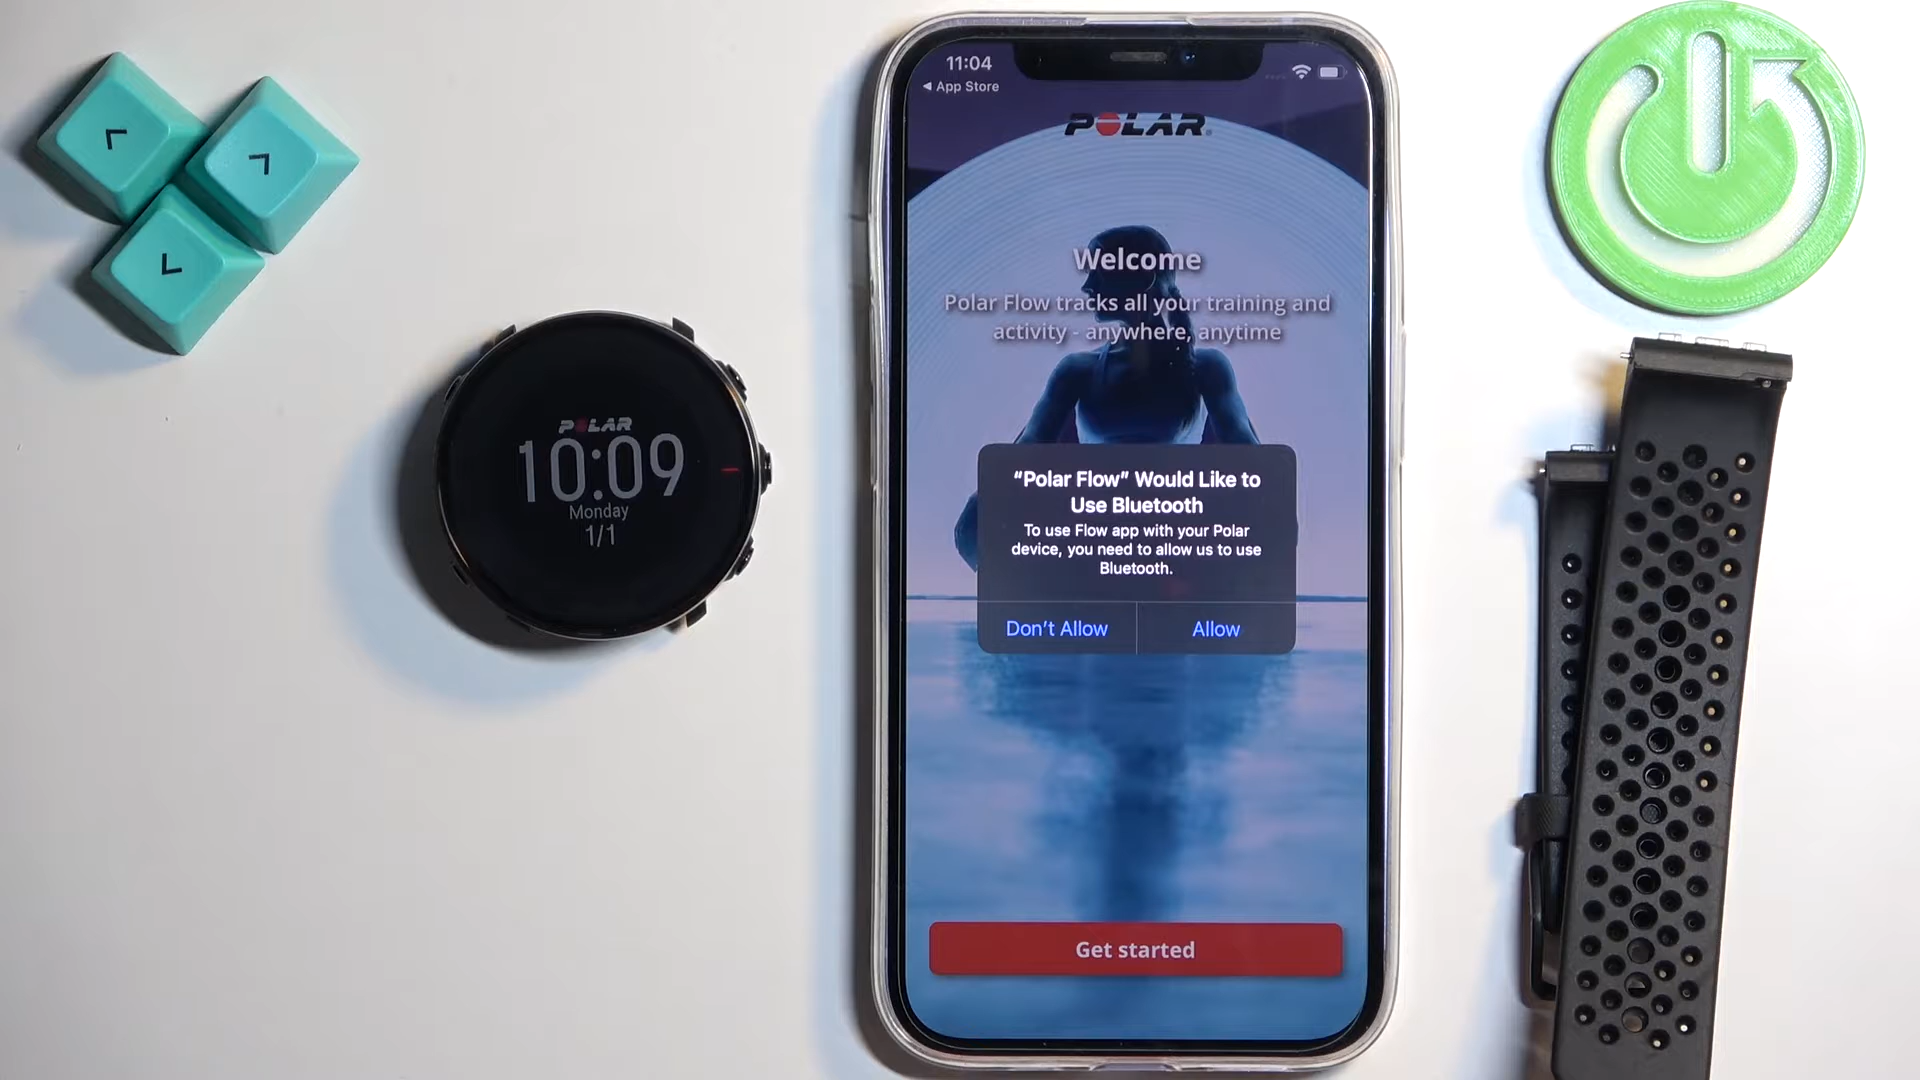 11:04
App Store
POLAR
Welcome
Polar Flow tracks all your training and
activity - anywhere, anytime
"Polar Flow" Would Like to
Use Bluetooth
To use Flow app with your Polar
device, you need to allow us to use
Bluetooth.
Don't Allow
Allow
Get started
POLAR
10:09
Monday
1/1